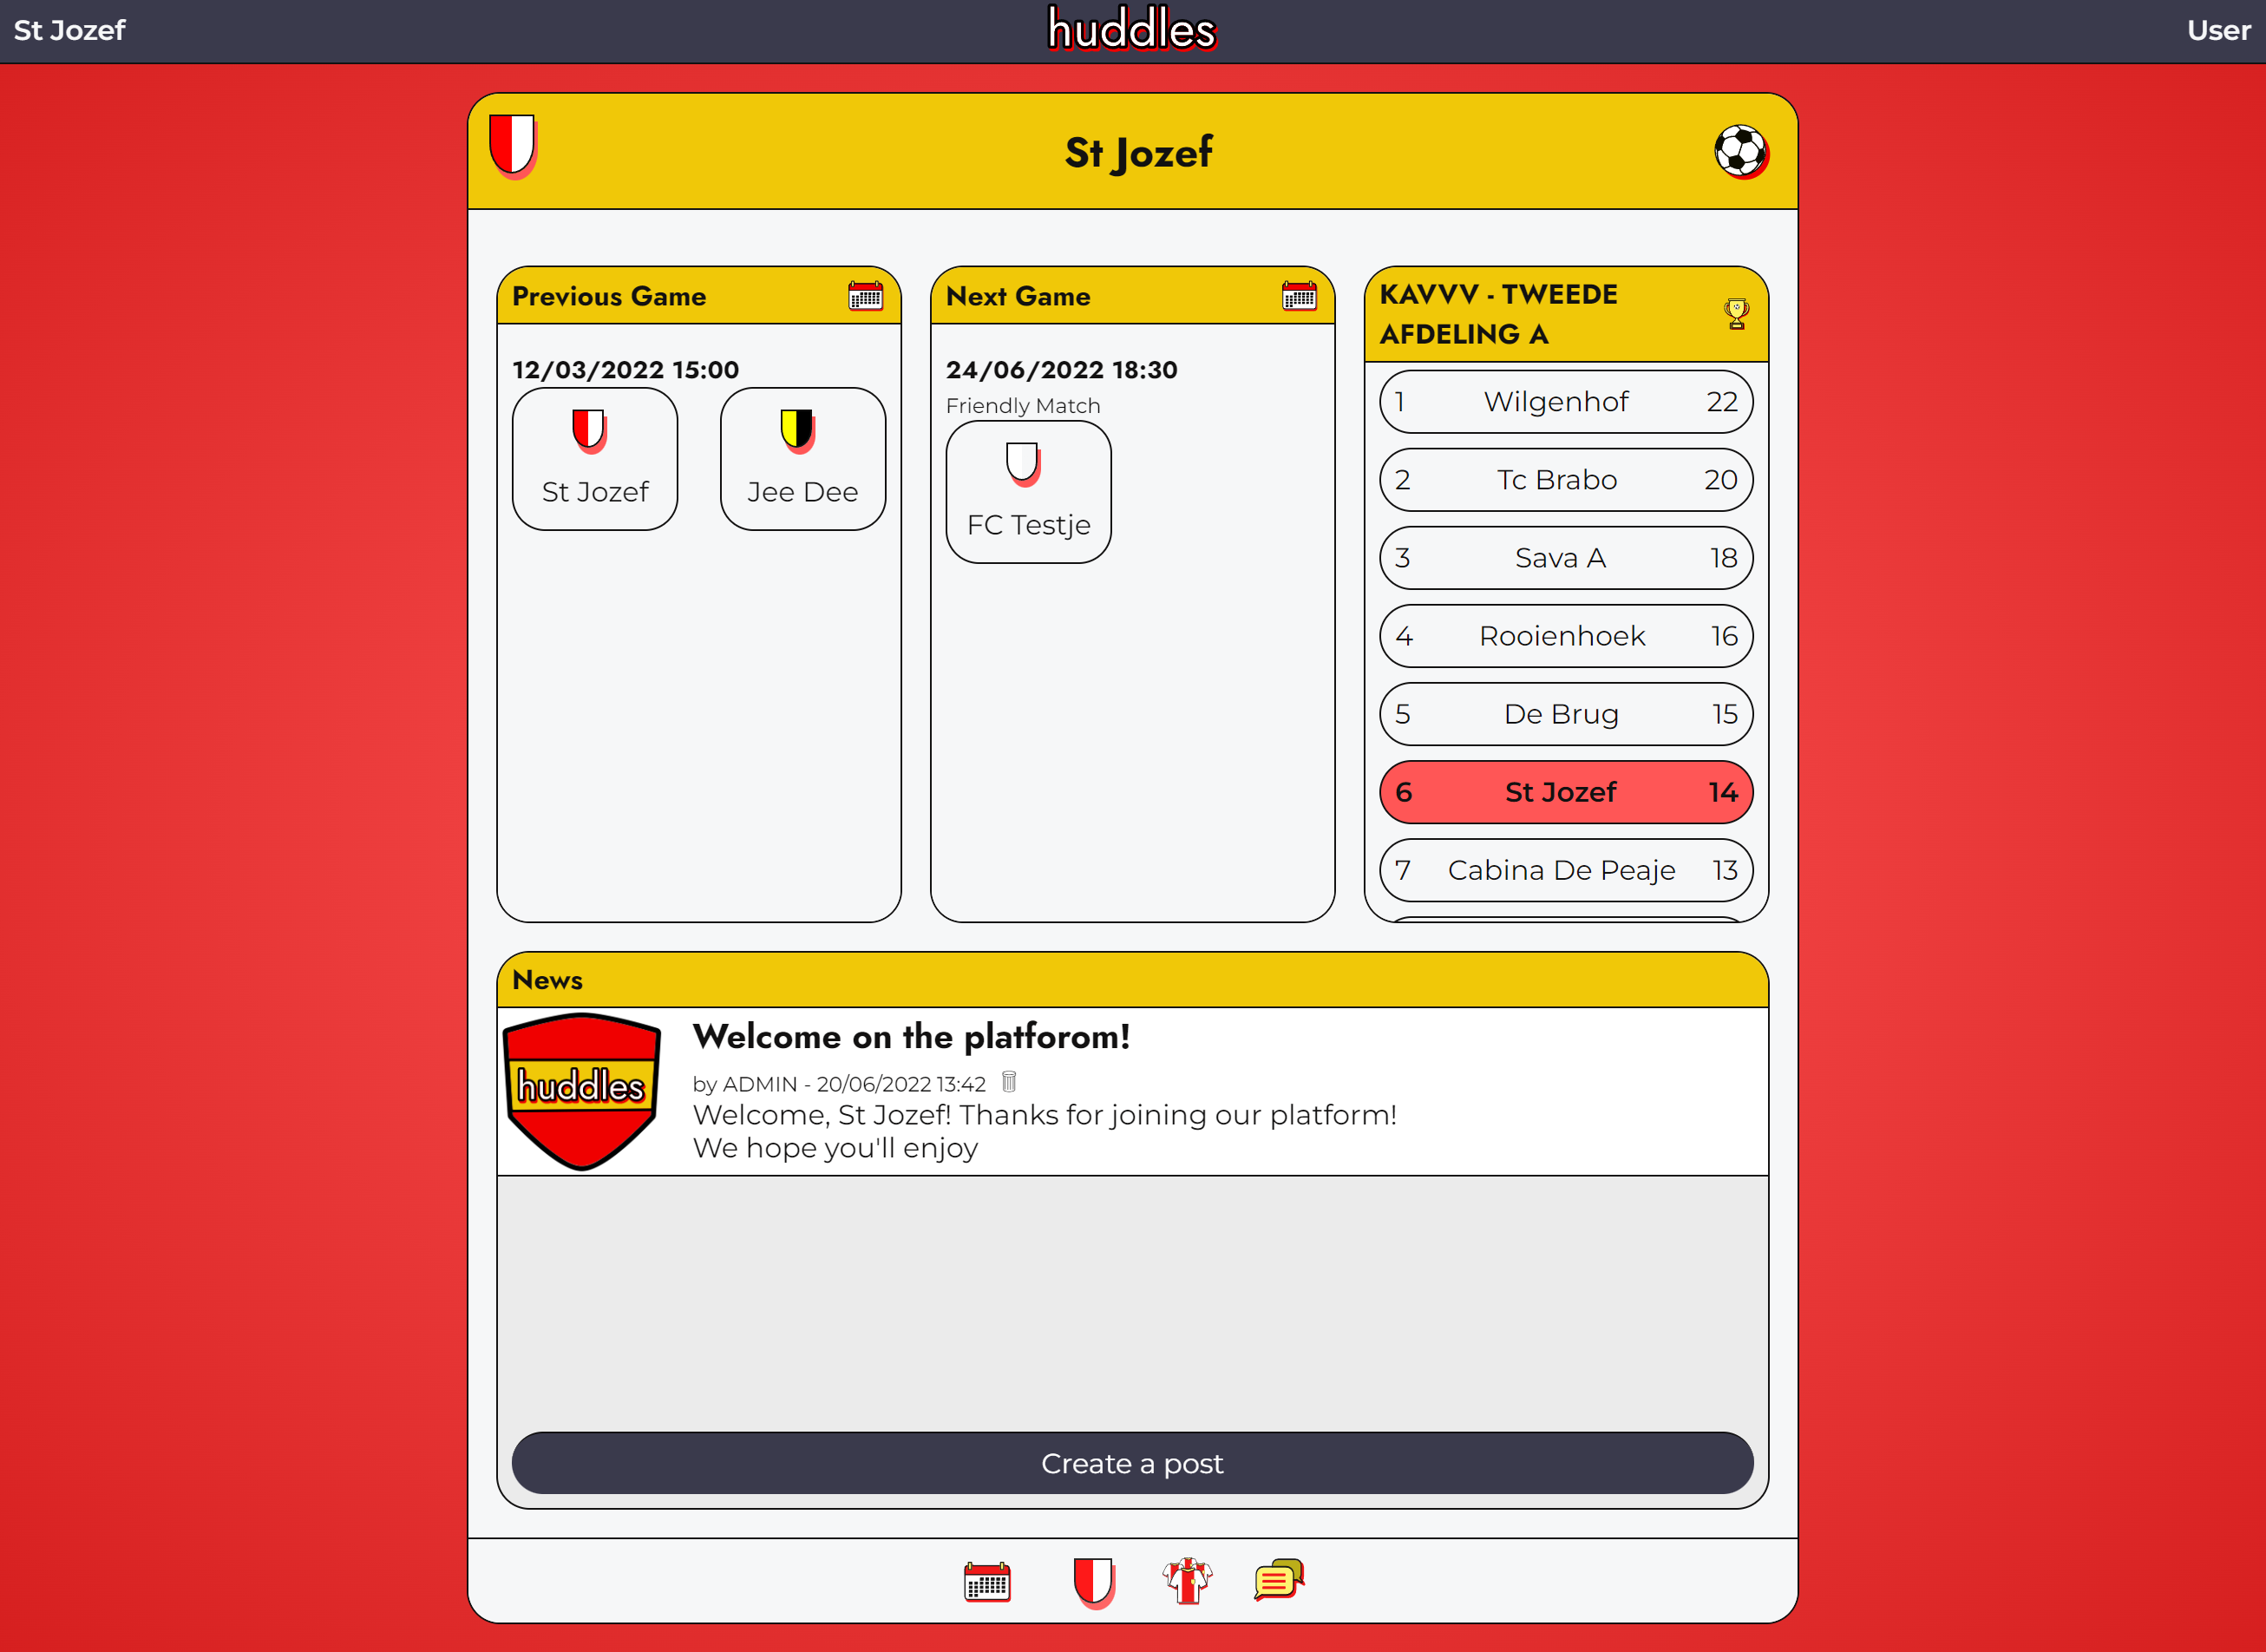 St Jozef
huddles
User
St Jozef
Previous Game
12/03/2022 15:00
St Jozef
Jee Dee
Next Game
24/06/2022 18:30
Friendly Match
FC Testje
KAVVV - TWEEDE
AFDELING A
1 Wilgenhof 22
2 Tc Brabo 20
3 Sava A 18
4 Rooienhoek 16
5 De Brug 15
6 St Jozef 14
7 Cabina De Peaje 13
News
huddles
Welcome on the platforom!
by ADMIN - 20/06/2022 13:42
Welcome, St Jozef! Thanks for joining our platform!
We hope you'll enjoy
Create a post